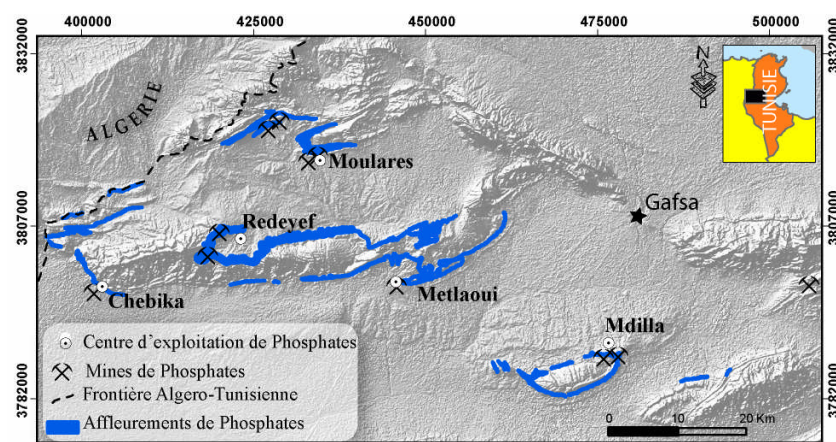 400000 425000 450000 475000 500000
3832000
3832000
N
TUNISIE
ALGERIE
Moulares
Gafsa
3807000
3807000
Redeyef
Metlaoui
Chebika
Mdilla
Centre d'exploitation de Phosphates
Mines de Phosphates
Frontière Algero-Tunisienne
Affleurements de Phosphates
3782000
3782000
0 10 20 Km